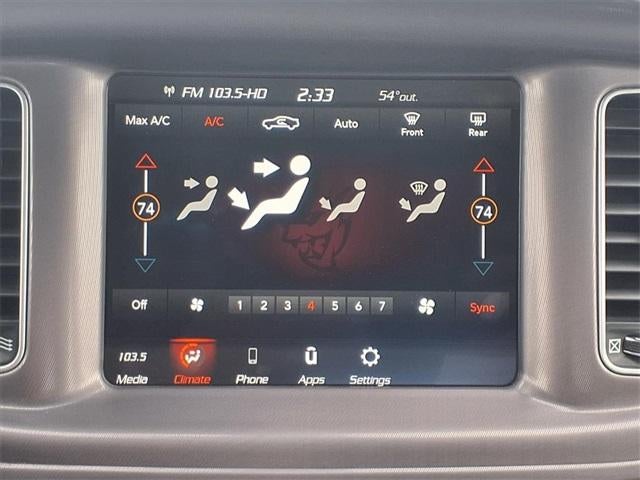 FM 103.5-HD 2:33 54°out.
Max A/C A/C Auto Front Rear
74 74
Off 1 2 3 4 5 6 7 Sync
103.5
Media Climate Phone Apps Settings